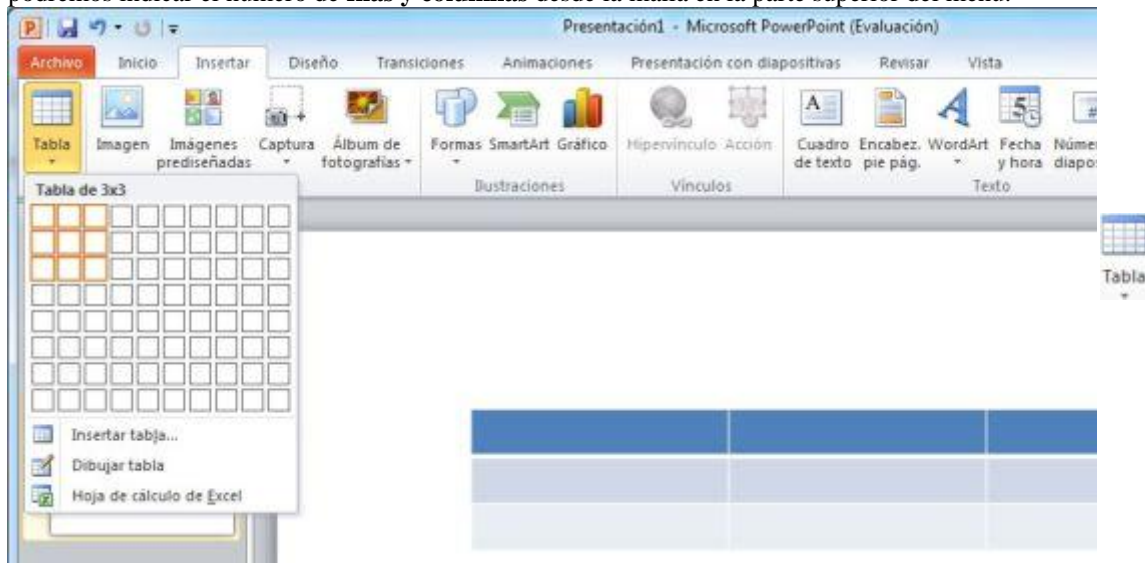 podremos indicar el número de filas y columnas desde la malla en la parte superior del menú.
Presentación1 - Microsoft PowerPoint (Evaluación)
Archivo Inicio Insertar Diseño Transiciones Animaciones Presentación con diapositivas Revisar Vista
Tabla Imagen Imágenes prediseñadas Captura Álbum de fotografías Formas SmartArt Gráfico Hipervínculo Acción Cuadro de texto Encabez. pie pág. WordArt Fecha y hora
Ilustraciones Vínculos Texto
Tabla de 3x3
Insertar tabla...
Dibujar tabla
Hoja de cálculo de Excel
Tabla